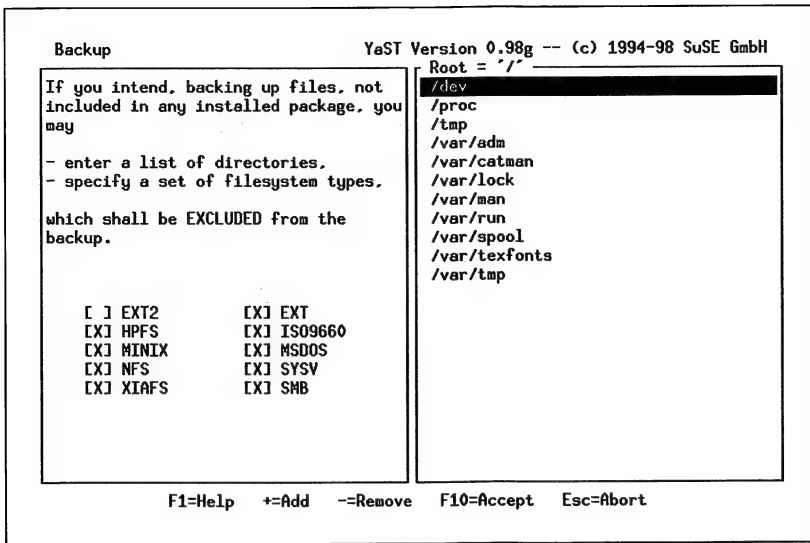 Backup YaST Version 0.98g -- (c) 1994-98 SuSE GmbH
If you intend, backing up files, not
included in any installed package, you
may
- enter a list of directories,
- specify a set of filesystem types,
which shall be EXCLUDED from the
backup.
[ ] EXT2 [X] EXT
[X] HPFS [X] ISO9660
[X] MINIX [X] MSDOS
[X] NFS [X] SYSV
[X] XIAFS [X] SMB
Root = '/'
/dev
/proc
/tmp
/var/adm
/var/catman
/var/lock
/var/man
/var/run
/var/spool
/var/texfonts
/var/tmp
F1=Help +=Add -=Remove F10=Accept Esc=Abort